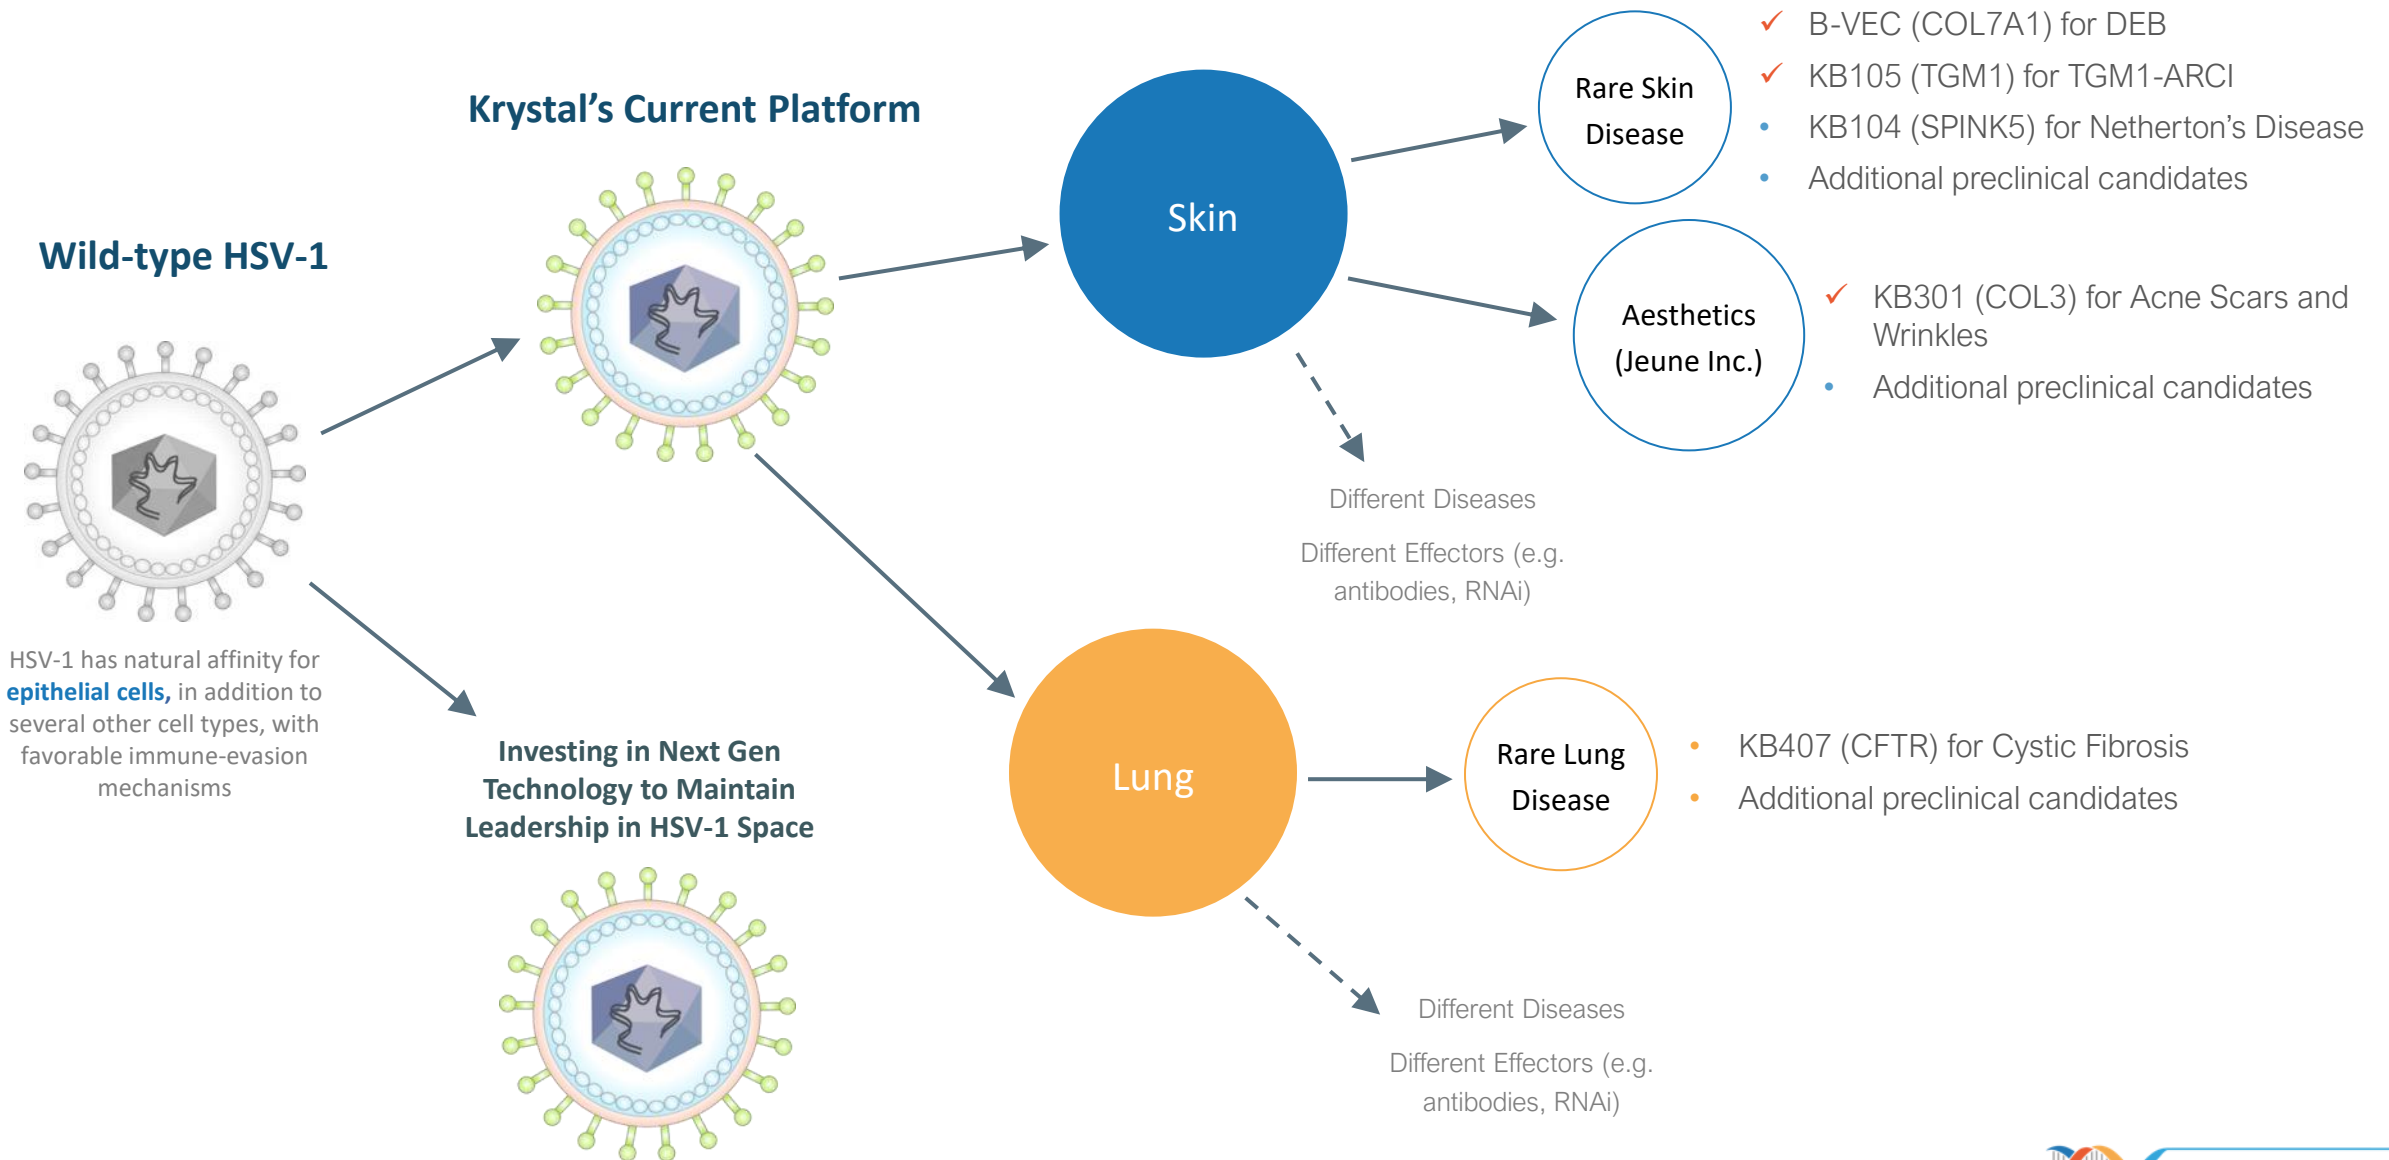 Krystal's Current Platform
Wild-type HSV-1
HSV-1 has natural affinity for
epithelial cells, in addition to
several other cell types, with
favorable immune-evasion
mechanisms
Investing in Next Gen
Technology to Maintain
Leadership in HSV-1 Space
Skin
Rare Skin
Disease
✓ B-VEC (COL7A1) for DEB
✓ KB105 (TGM1) for TGM1-ARCI
• KB104 (SPINK5) for Netherton's Disease
• Additional preclinical candidates
Aesthetics
(Jeune Inc.)
✓ KB301 (COL3) for Acne Scars and
Wrinkles
• Additional preclinical candidates
Different Diseases
Different Effectors (e.g.
antibodies, RNAi)
Lung
Rare Lung
Disease
• KB407 (CFTR) for Cystic Fibrosis
• Additional preclinical candidates
Different Diseases
Different Effectors (e.g.
antibodies, RNAi)